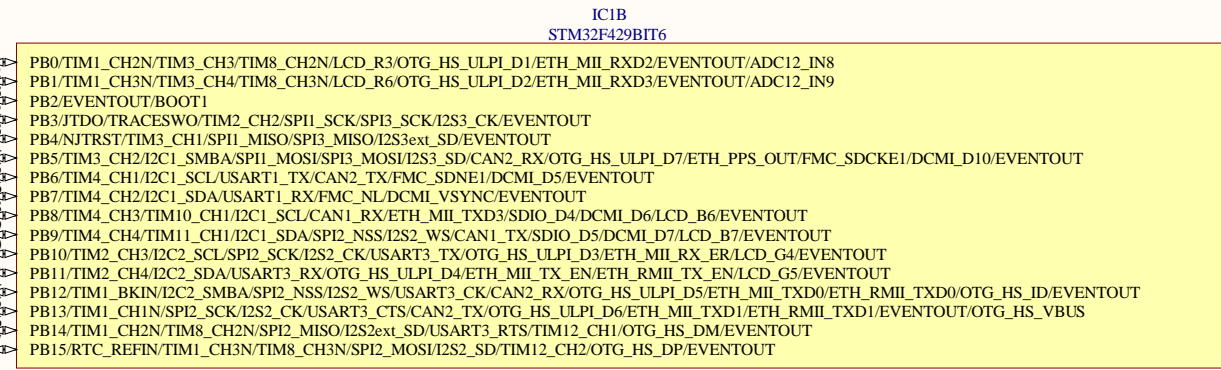 IC1B
STM32F429BIT6
PB0/TIM1_CH2N/TIM3_CH3/TIM8_CH2N/LCD_R3/OTG_HS_ULPI_D1/ETH_MII_RXD2/EVENTOUT/ADC12_IN8
PB1/TIM1_CH3N/TIM3_CH4/TIM8_CH3N/LCD_R6/OTG_HS_ULPI_D2/ETH_MII_RXD3/EVENTOUT/ADC12_IN9
PB2/EVENTOUT/BOOT1
PB3/JTDO/TRACESWO/TIM2_CH2/SPI1_SCK/SPI3_SCK/I2S3_CK/EVENTOUT
PB4/NJTRST/TIM3_CH1/SPI1_MISO/SPI3_MISO/I2S3ext_SD/EVENTOUT
PB5/TIM3_CH2/I2C1_SMBA/SPI1_MOSI/SPI3_MOSI/I2S3_SD/CAN2_RX/OTG_HS_ULPI_D7/ETH_PPS_OUT/FMC_SDCKE1/DCMI_D10/EVENTOUT
PB6/TIM4_CH1/I2C1_SCL/USART1_TX/CAN2_TX/FMC_SDNE1/DCMI_D5/EVENTOUT
PB7/TIM4_CH2/I2C1_SDA/USART1_RX/FMC_NL/DCMI_VSYNC/EVENTOUT
PB8/TIM4_CH3/TIM10_CH1/I2C1_SCL/CAN1_RX/ETH_MII_TXD3/SDIO_D4/DCMI_D6/LCD_B6/EVENTOUT
PB9/TIM4_CH4/TIM11_CH1/I2C1_SDA/SPI2_NSS/I2S2_WS/CAN1_TX/SDIO_D5/DCMI_D7/LCD_B7/EVENTOUT
PB10/TIM2_CH3/I2C2_SCL/SPI2_SCK/I2S2_CK/USART3_TX/OTG_HS_ULPI_D3/ETH_MII_RX_ER/LCD_G4/EVENTOUT
PB11/TIM2_CH4/I2C2_SDA/USART3_RX/OTG_HS_ULPI_D4/ETH_MII_TX_EN/ETH_RMII_TX_EN/LCD_G5/EVENTOUT
PB12/TIM1_BKIN/I2C2_SMBA/SPI2_NSS/I2S2_WS/USART3_CK/CAN2_RX/OTG_HS_ULPI_D5/ETH_MII_TXD0/ETH_RMII_TXD0/OTG_HS_ID/EVENTOUT
PB13/TIM1_CH1N/SPI2_SCK/I2S2_CK/USART3_CTS/CAN2_TX/OTG_HS_ULPI_D6/ETH_MII_TXD1/ETH_RMII_TXD1/EVENTOUT/OTG_HS_VBUS
PB14/TIM1_CH2N/TIM8_CH2N/SPI2_MISO/I2S2ext_SD/USART3_RTS/TIM12_CH1/OTG_HS_DM/EVENTOUT
PB15/RTC_REFIN/TIM1_CH3N/TIM8_CH3N/SPI2_MOSI/I2S2_SD/TIM12_CH2/OTG_HS_DP/EVENTOUT